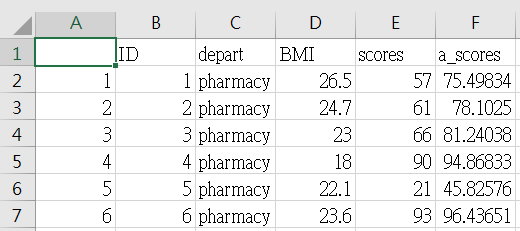 A B C D E F
1 ID depart BMI scores a_scores
2 1 1 pharmacy 26.5 57 75.49834
3 2 2 pharmacy 24.7 61 78.1025
4 3 3 pharmacy 23 66 81.24038
5 4 4 pharmacy 18 90 94.86833
6 5 5 pharmacy 22.1 21 45.82576
7 6 6 pharmacy 23.6 93 96.43651